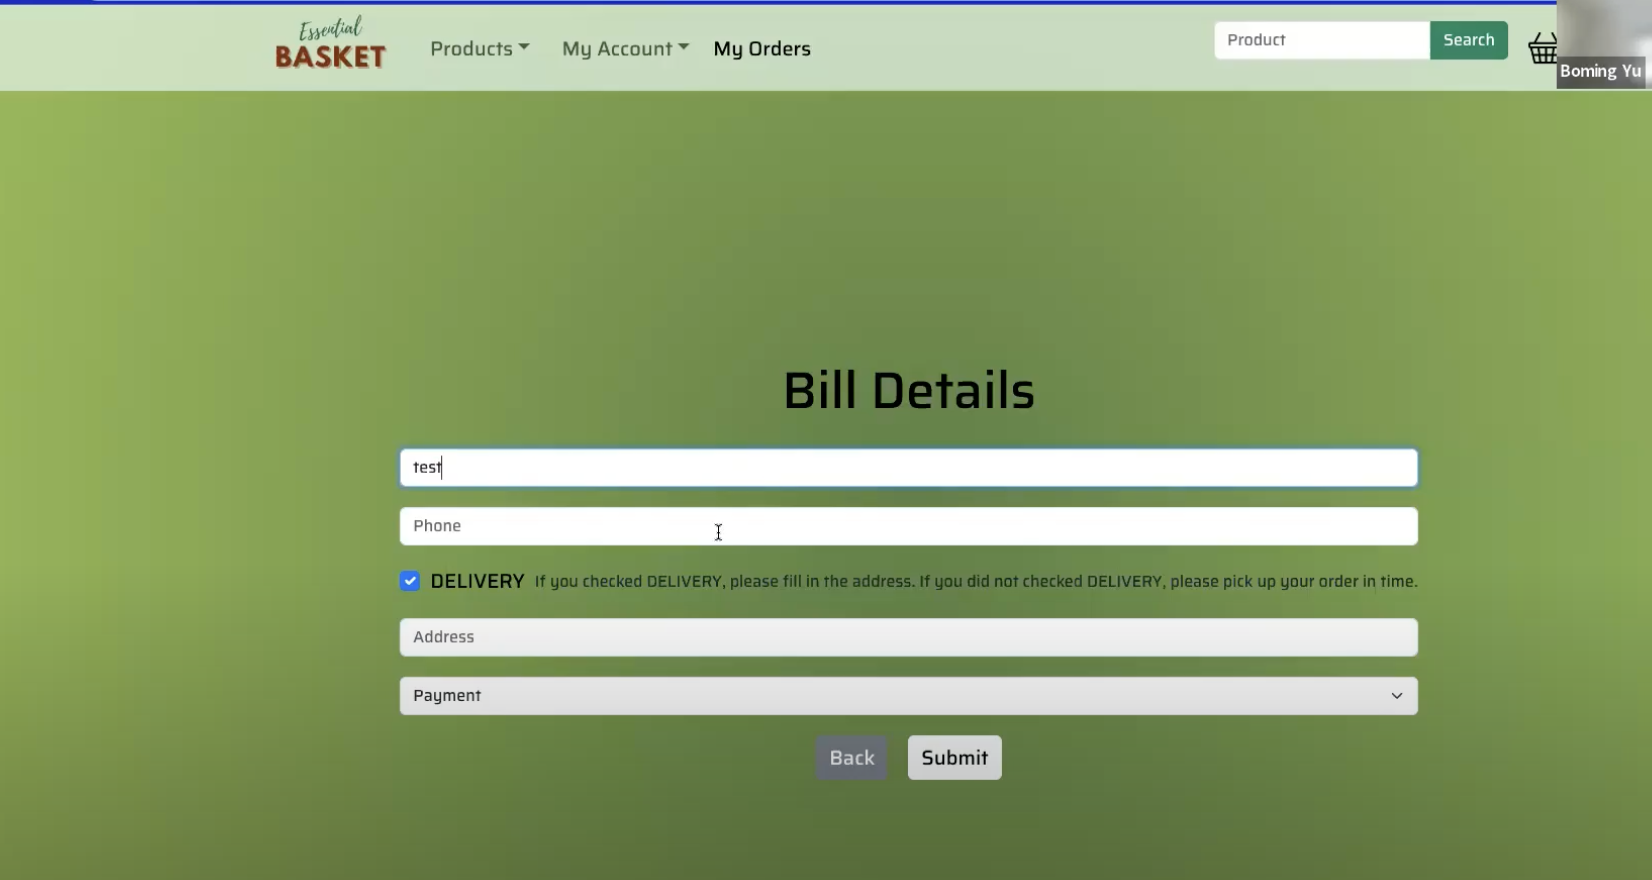 Essential
BASKET
Products
My Account
My Orders
Product
Search
Boming Yu
Bill Details
test
Phone
DELIVERY If you checked DELIVERY, please fill in the address. If you did not checked DELIVERY, please pick up your order in time.
Address
Payment
Back
Submit